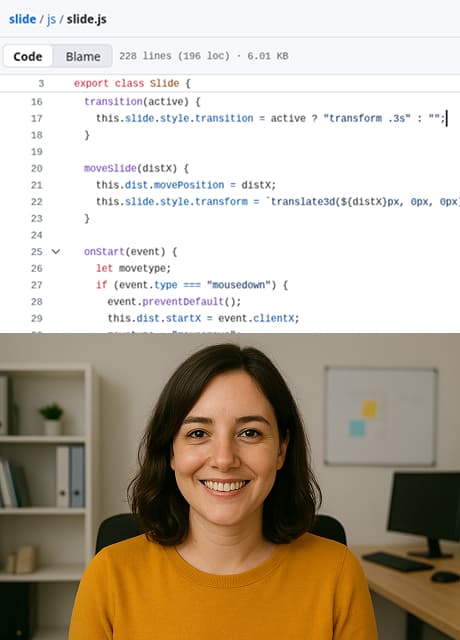 slide / js / slide.js
Code Blame 228 lines (196 loc) · 6.01 KB
3 export class Slide {
16 transition(active) {
17 this.slide.style.transition = active ? "transform .3s" : "";
18 }
19
20 moveSlide(distX) {
21 this.dist.movePosition = distX;
22 this.slide.style.transform = `translate3d(${distX}px, 0px, 0px
23 }
24
25 onStart(event) {
26 let movetype;
27 if (event.type === "mousedown") {
28 event.preventDefault();
29 this.dist.startX = event.clientX;